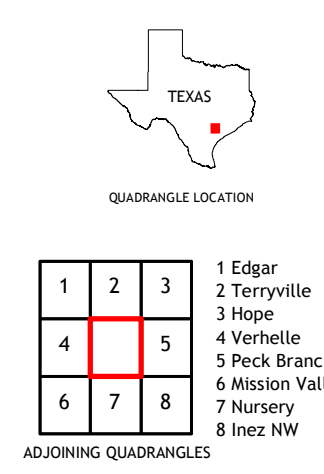 TEXAS
QUADRANGLE LOCATION
1 2 3
4 5
6 7 8
1 Edgar
2 Terryville
3 Hope
4 Verhelle
5 Peck Branc
6 Mission Vall
7 Nursery
8 Inez NW
ADJOINING QUADRANGLES